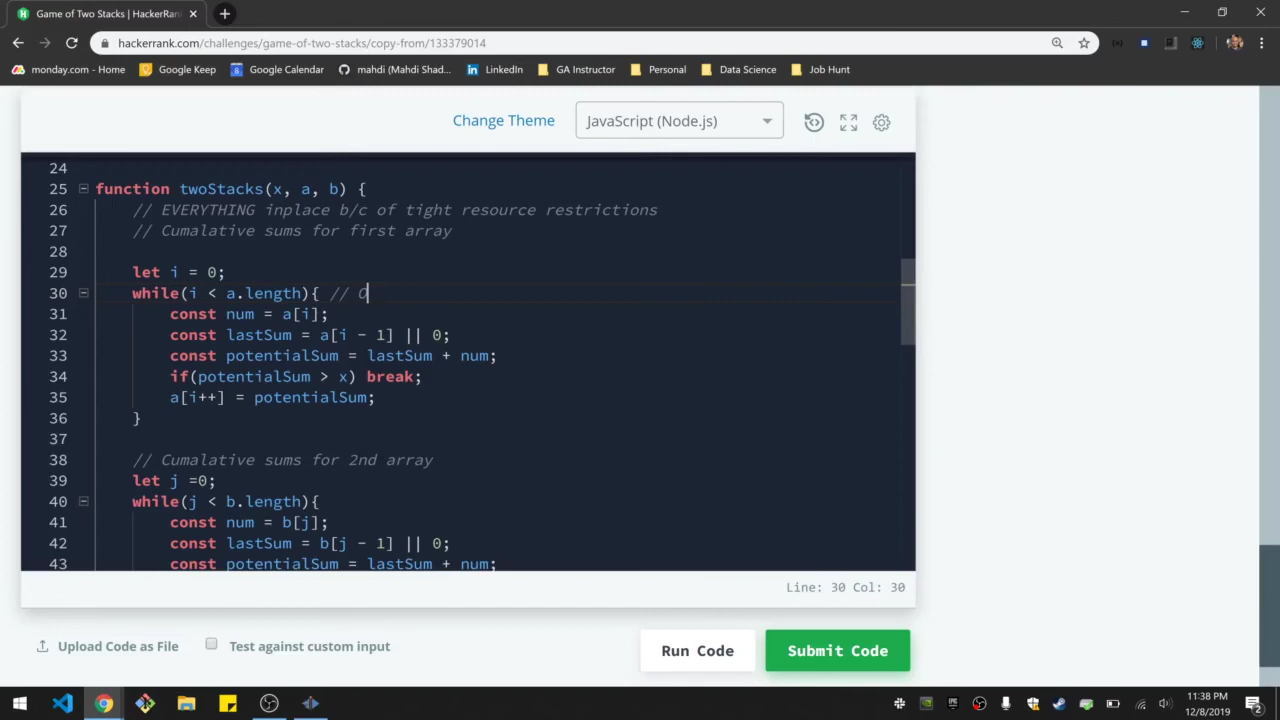 Game of Two Stacks | HackerRan
hackerrank.com/challenges/game-of-two-stacks/copy-from/133379014
monday.com - Home
Google Keep
Google Calendar
mahdi (Mahdi Shad...
LinkedIn
GA Instructor
Personal
Data Science
Job Hunt
Change Theme
JavaScript (Node.js)
24
25 function twoStacks(x, a, b) {
26 // EVERYTHING inplace b/c of tight resource restrictions
27 // Cumalative sums for first array
28
29 let i = 0;
30 while(i < a.length){ // O
31 const num = a[i];
32 const lastSum = a[i - 1] || 0;
33 const potentialSum = lastSum + num;
34 if(potentialSum > x) break;
35 a[i++] = potentialSum;
36 }
37
38 // Cumalative sums for 2nd array
39 let j =0;
40 while(j < b.length){
41 const num = b[j];
42 const lastSum = b[j - 1] || 0;
43 const potentialSum = lastSum + num;
Line: 30 Col: 30
Upload Code as File
Test against custom input
Run Code
Submit Code
11:38 PM
12/8/2019
2